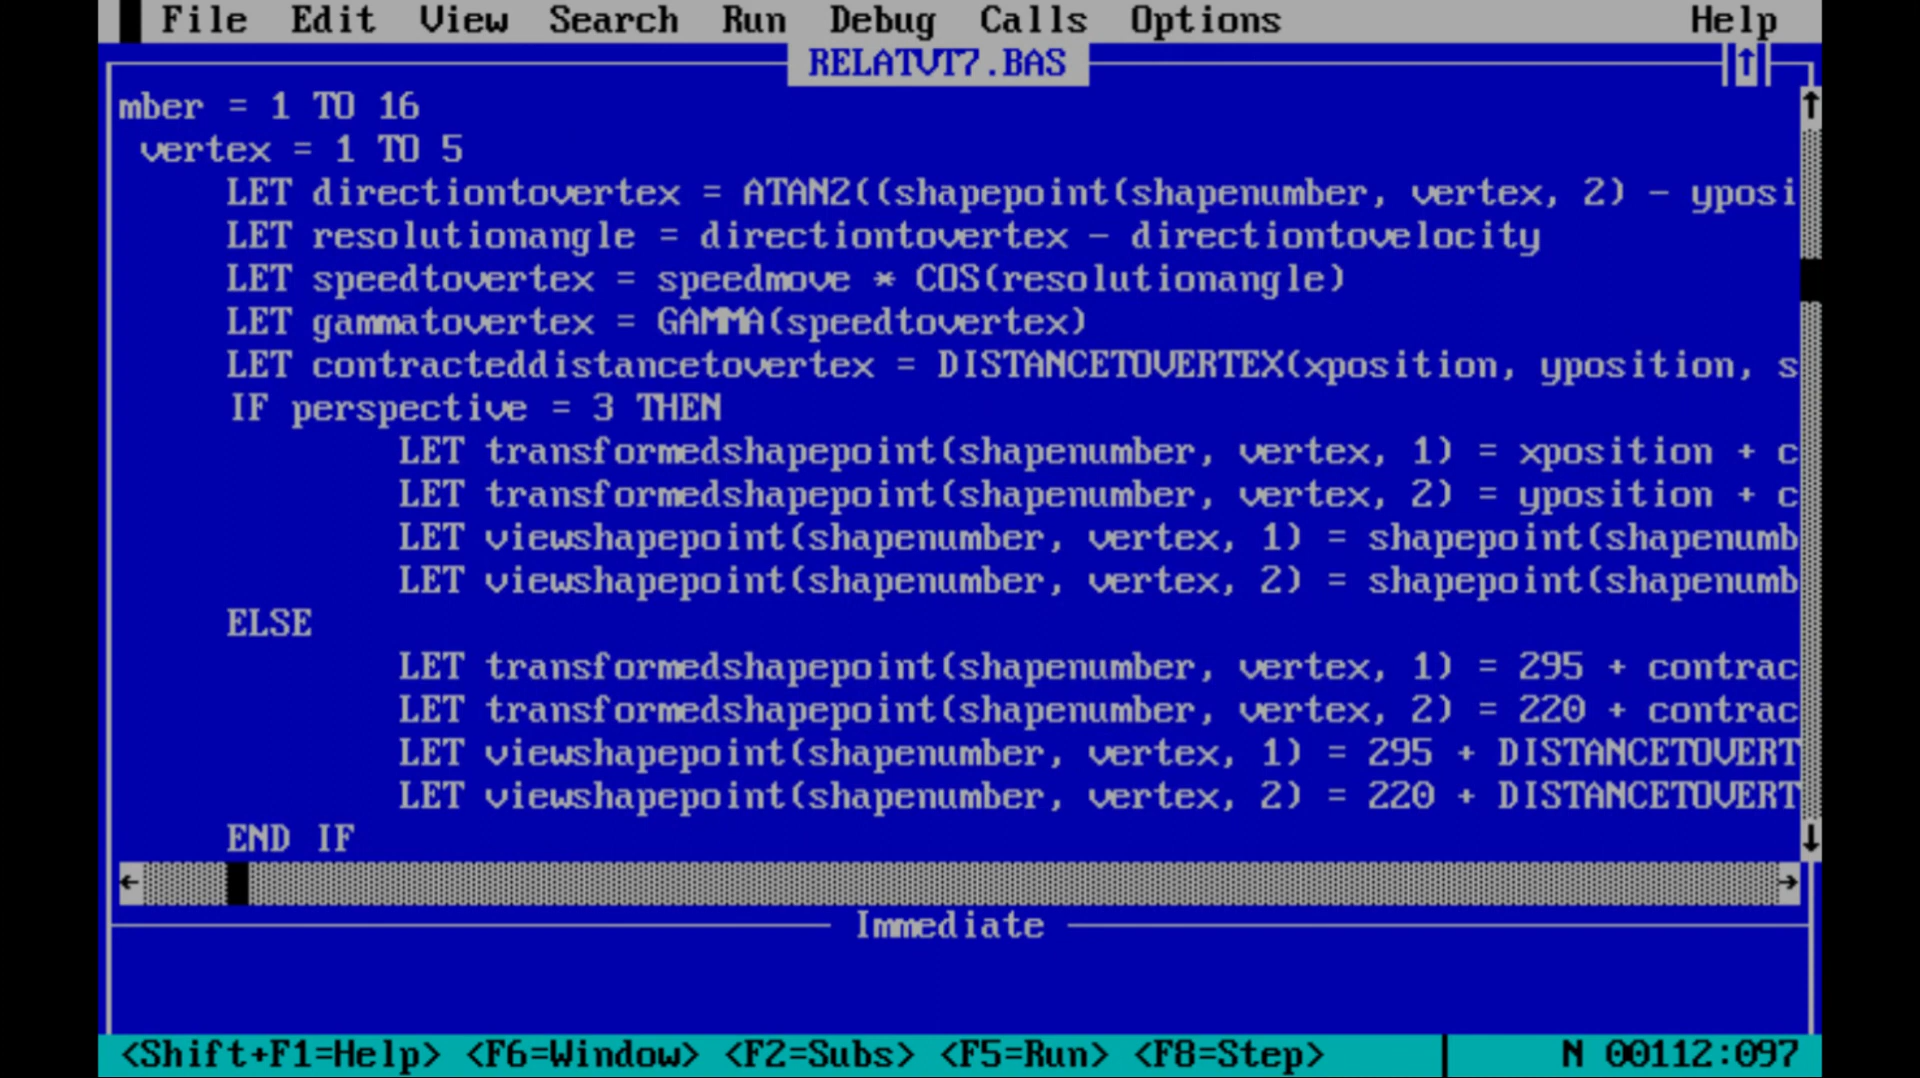 File Edit View Search Run Debug Calls Options Help
RELATVT7.BAS
↑
mber = 1 TO 16
vertex = 1 TO 5
LET directiontovertex = ATAN2((shapepoint(shapenumber, vertex, 2) - yposi
LET resolutionangle = directiontovertex - directiontovelocity
LET speedtovertex = speedmove * COS(resolutionangle)
LET gammatovertex = GAMMA(speedtovertex)
LET contracteddistancetovertex = DISTANCETOVERTEX(xposition, yposition, s
IF perspective = 3 THEN
LET transformedshapepoint(shapenumber, vertex, 1) = xposition + c
LET transformedshapepoint(shapenumber, vertex, 2) = yposition + c
LET viewshapepoint(shapenumber, vertex, 1) = shapepoint(shapenumb
LET viewshapepoint(shapenumber, vertex, 2) = shapepoint(shapenumb
ELSE
LET transformedshapepoint(shapenumber, vertex, 1) = 295 + contrac
LET transformedshapepoint(shapenumber, vertex, 2) = 220 + contrac
LET viewshapepoint(shapenumber, vertex, 1) = 295 + DISTANCETOVERT
LET viewshapepoint(shapenumber, vertex, 2) = 220 + DISTANCETOVERT
END IF
Immediate
<Shift+F1=Help> <F6=Window> <F2=Subs> <F5=Run> <F8=Step> N 00112:097